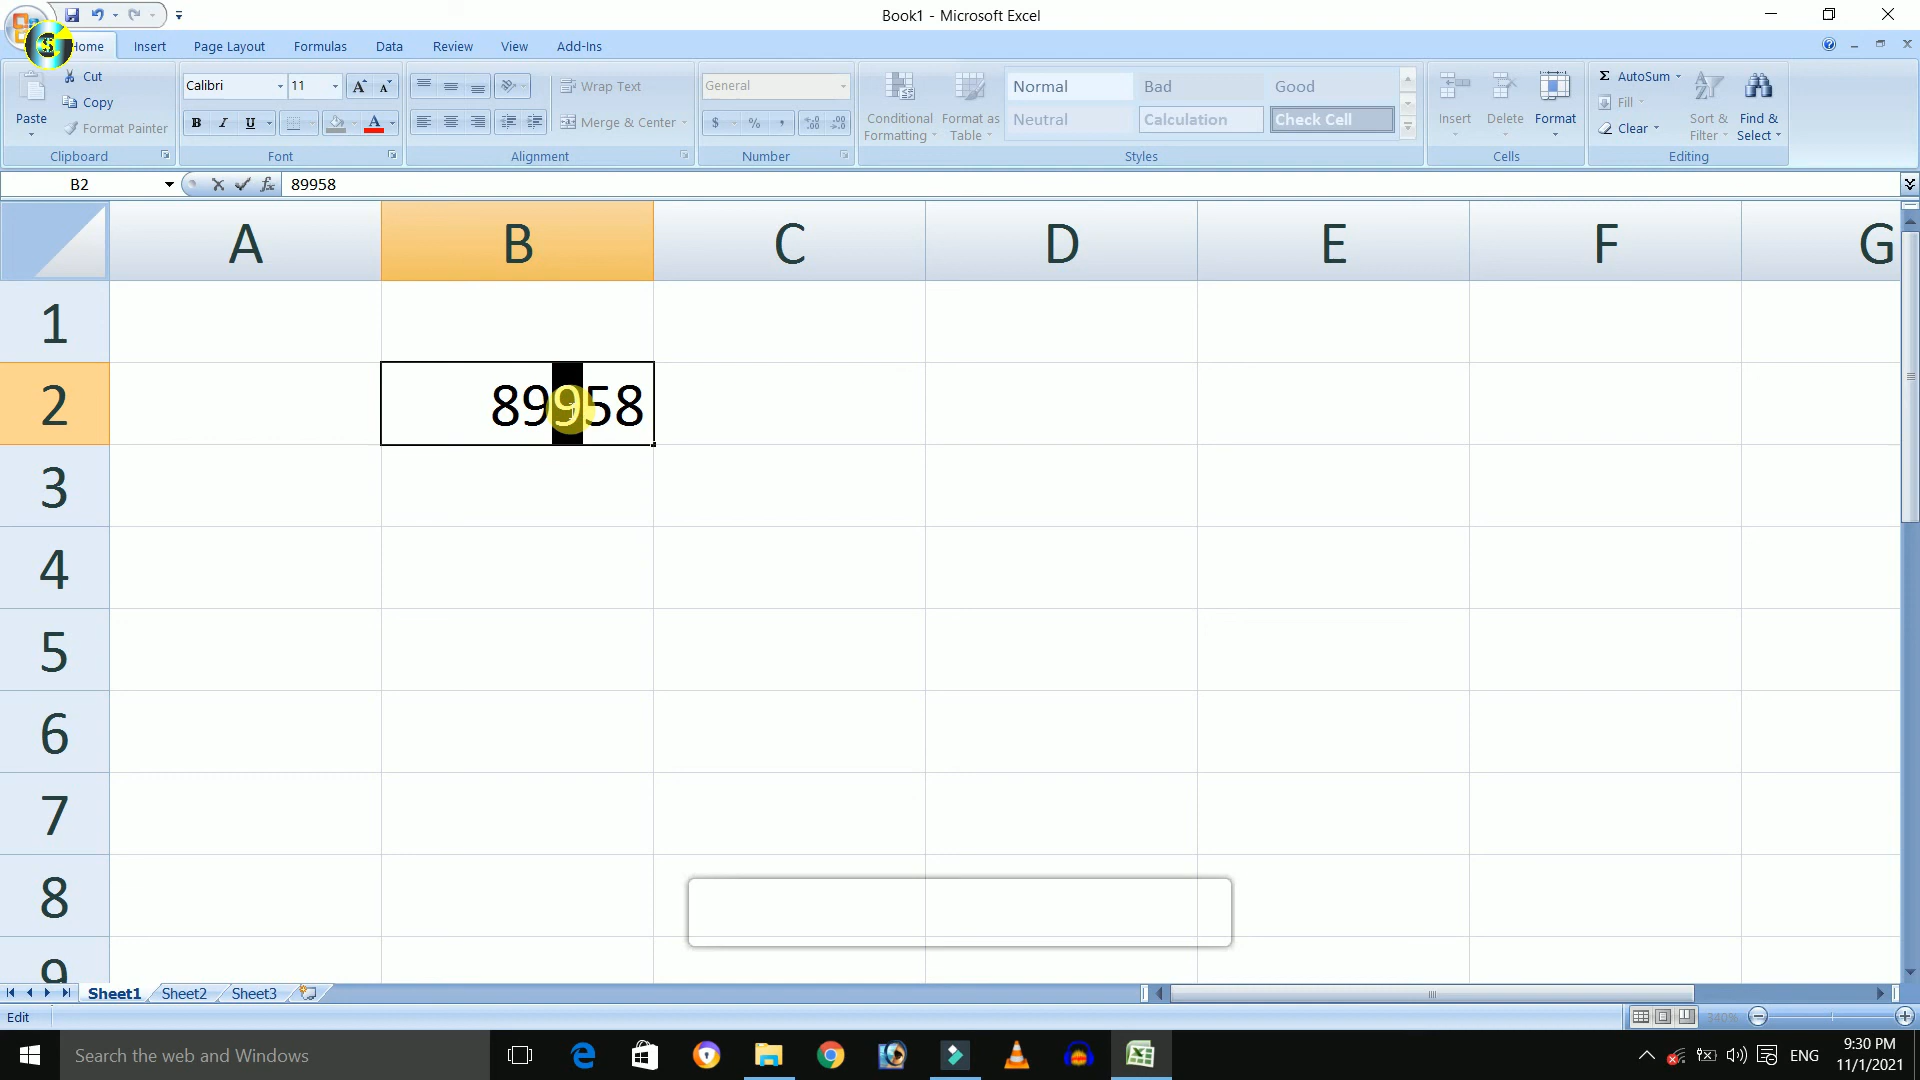 Book1 - Microsoft Excel
Home Insert Page Layout Formulas Data Review View Add-Ins
Paste
Cut
Copy
Format Painter
Clipboard
Calibri 11
B I U
Font
Wrap Text
Merge & Center
Alignment
General
$ % ,
Number
Conditional Formatting
Format as Table
Normal Bad Good
Neutral Calculation Check Cell
Styles
Insert Delete Format
Cells
Σ AutoSum
Fill
Clear
Sort & Filter
Find & Select
Editing
B2 fx 89958
A B C D E F G
1
2 89958
3
4
5
6
7
8
9
Sheet1 Sheet2 Sheet3
Edit 340%
Search the web and Windows
ENG
9:30 PM
11/1/2021